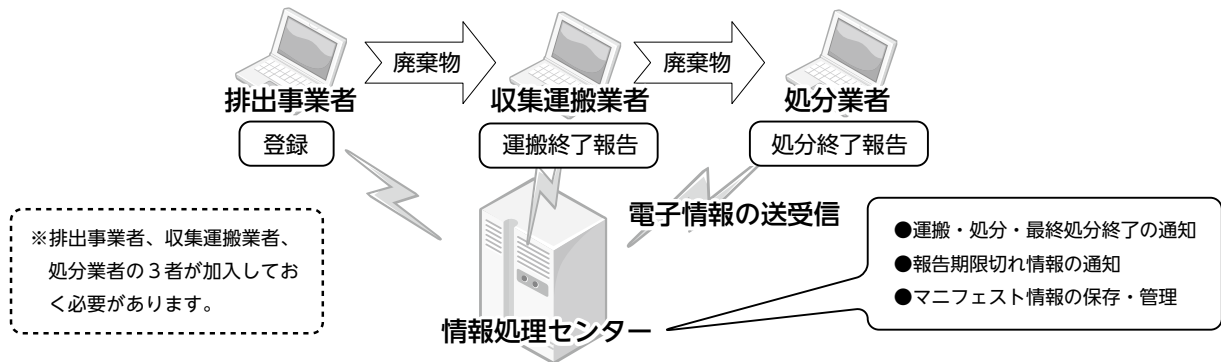 廃棄物
廃棄物
排出事業者
収集運搬業者
処分業者
登録
運搬終了報告
処分終了報告
電子情報の送受信
※排出事業者、収集運搬業者、
処分業者の３者が加入してお
く必要があります。
●運搬・処分・最終処分終了の通知
●報告期限切れ情報の通知
●マニフェスト情報の保存・管理
情報処理センター